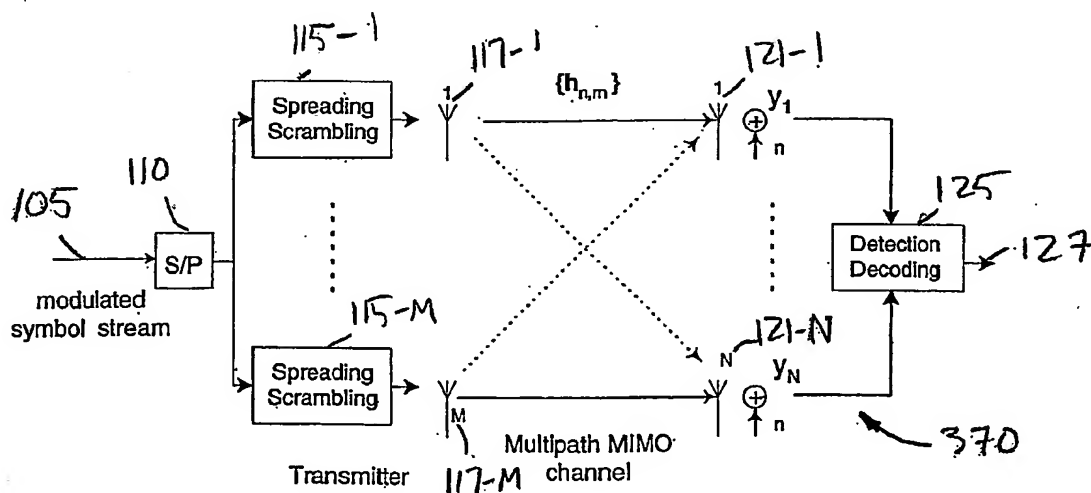 115-1
117-1
121-1
{h_{n,m}}
1
1
y_1
Spreading
Scrambling
n
110
125
105
S/P
Detection
Decoding
127
modulated
symbol stream
115-M
121-N
N
y_N
Spreading
Scrambling
M
n
370
Multipath MIMO
channel
Transmitter
117-M